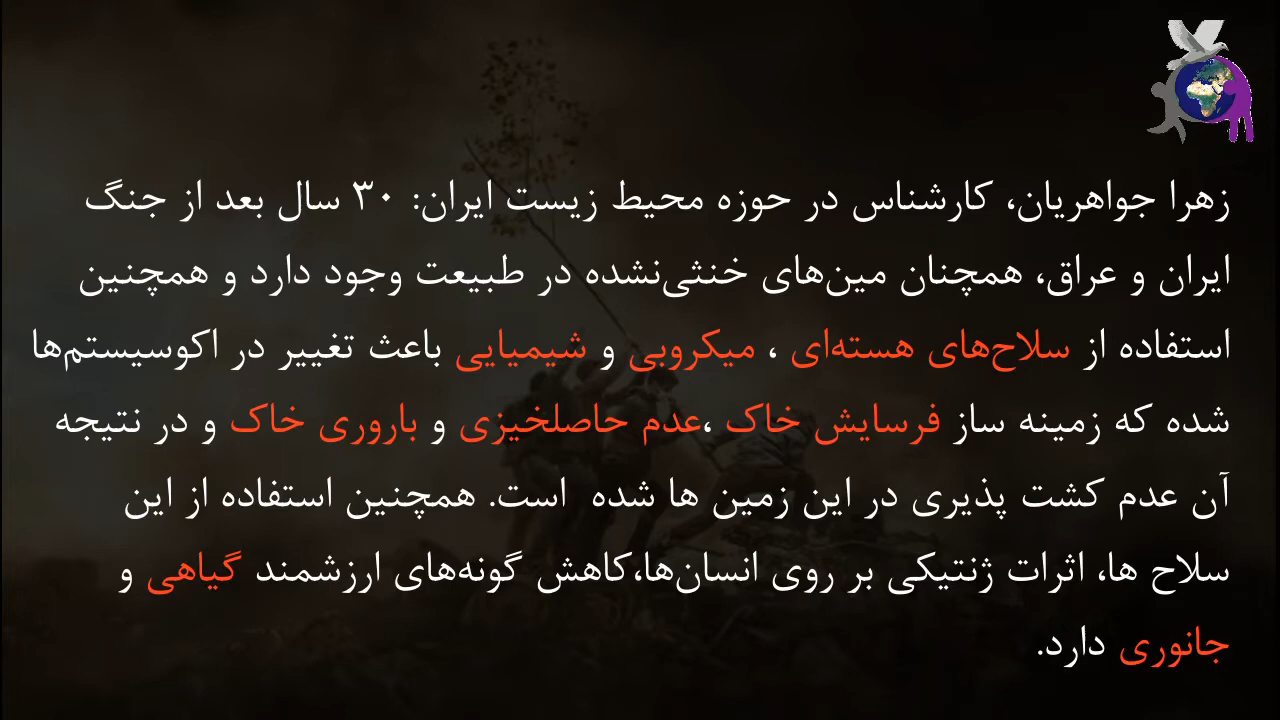 زهرا جواهریان، کارشناس در حوزه محیط زیست ایران: ۳۰ سال بعد از جنگ
ایران و عراق، همچنان مین‌های خنثی‌نشده در طبیعت وجود دارد و همچنین
استفاده از سلاح‌های هسته‌ای ، میکروبی و شیمیایی باعث تغییر در اکوسیستم‌ها
شده که زمینه ساز فرسایش خاک ،عدم حاصلخیزی و باروری خاک و در نتیجه
آن عدم کشت پذیری در این زمین ها شده است. همچنین استفاده از این
سلاح ها، اثرات ژنتیکی بر روی انسان‌ها،کاهش گونه‌های ارزشمند گیاهی و
جانوری دارد.